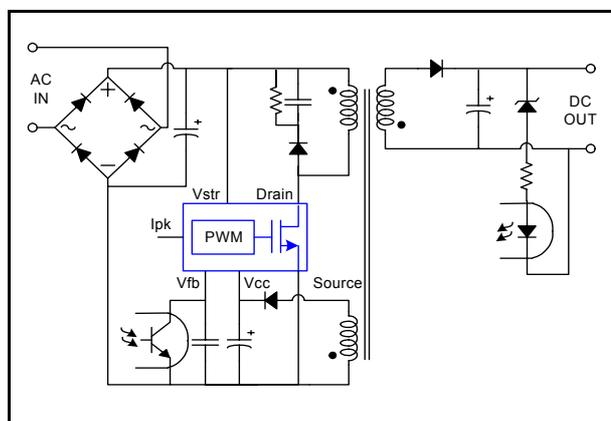 AC
IN
+
−
~
~
+
Vstr
Drain
Ipk
PWM
Vfb
Vcc
Source
+
+
DC
OUT